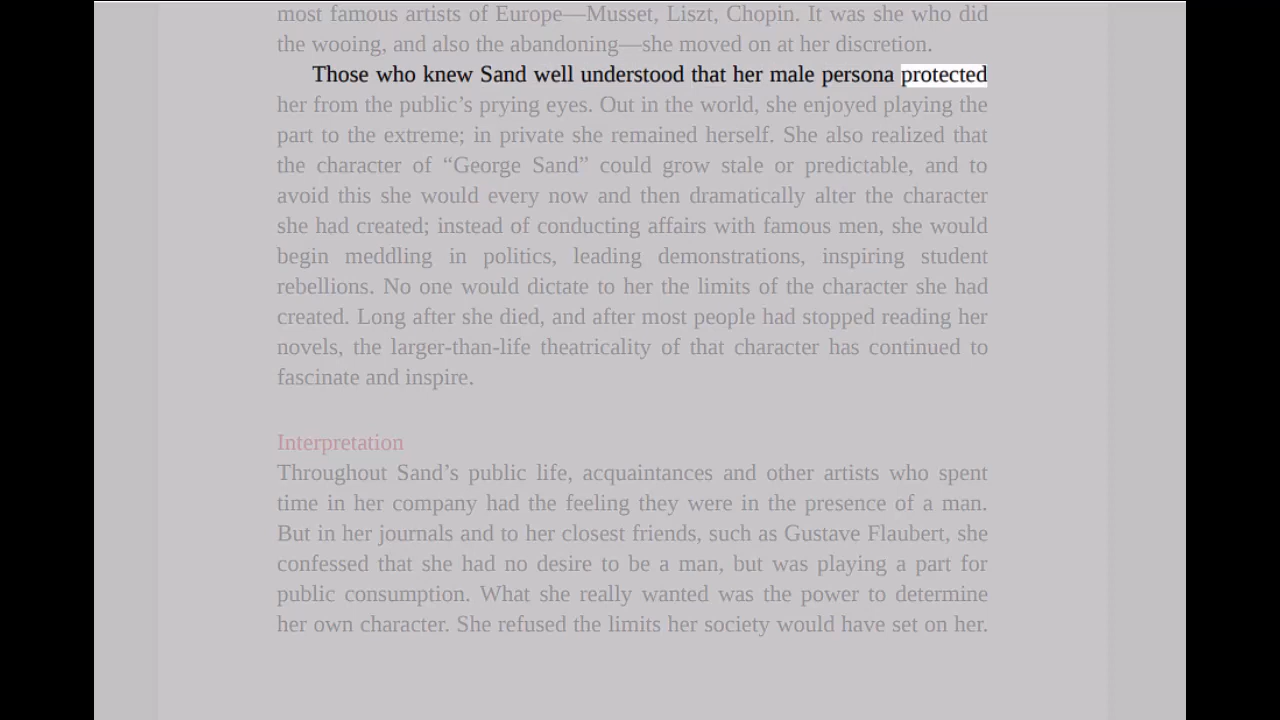 most famous artists of Europe—Musset, Liszt, Chopin. It was she who did
the wooing, and also the abandoning—she moved on at her discretion.
Those who knew Sand well understood that her male persona protected
her from the public’s prying eyes. Out in the world, she enjoyed playing the
part to the extreme; in private she remained herself. She also realized that
the character of “George Sand” could grow stale or predictable, and to
avoid this she would every now and then dramatically alter the character
she had created; instead of conducting affairs with famous men, she would
begin meddling in politics, leading demonstrations, inspiring student
rebellions. No one would dictate to her the limits of the character she had
created. Long after she died, and after most people had stopped reading her
novels, the larger-than-life theatricality of that character has continued to
fascinate and inspire.
Interpretation
Throughout Sand’s public life, acquaintances and other artists who spent
time in her company had the feeling they were in the presence of a man.
But in her journals and to her closest friends, such as Gustave Flaubert, she
confessed that she had no desire to be a man, but was playing a part for
public consumption. What she really wanted was the power to determine
her own character. She refused the limits her society would have set on her.